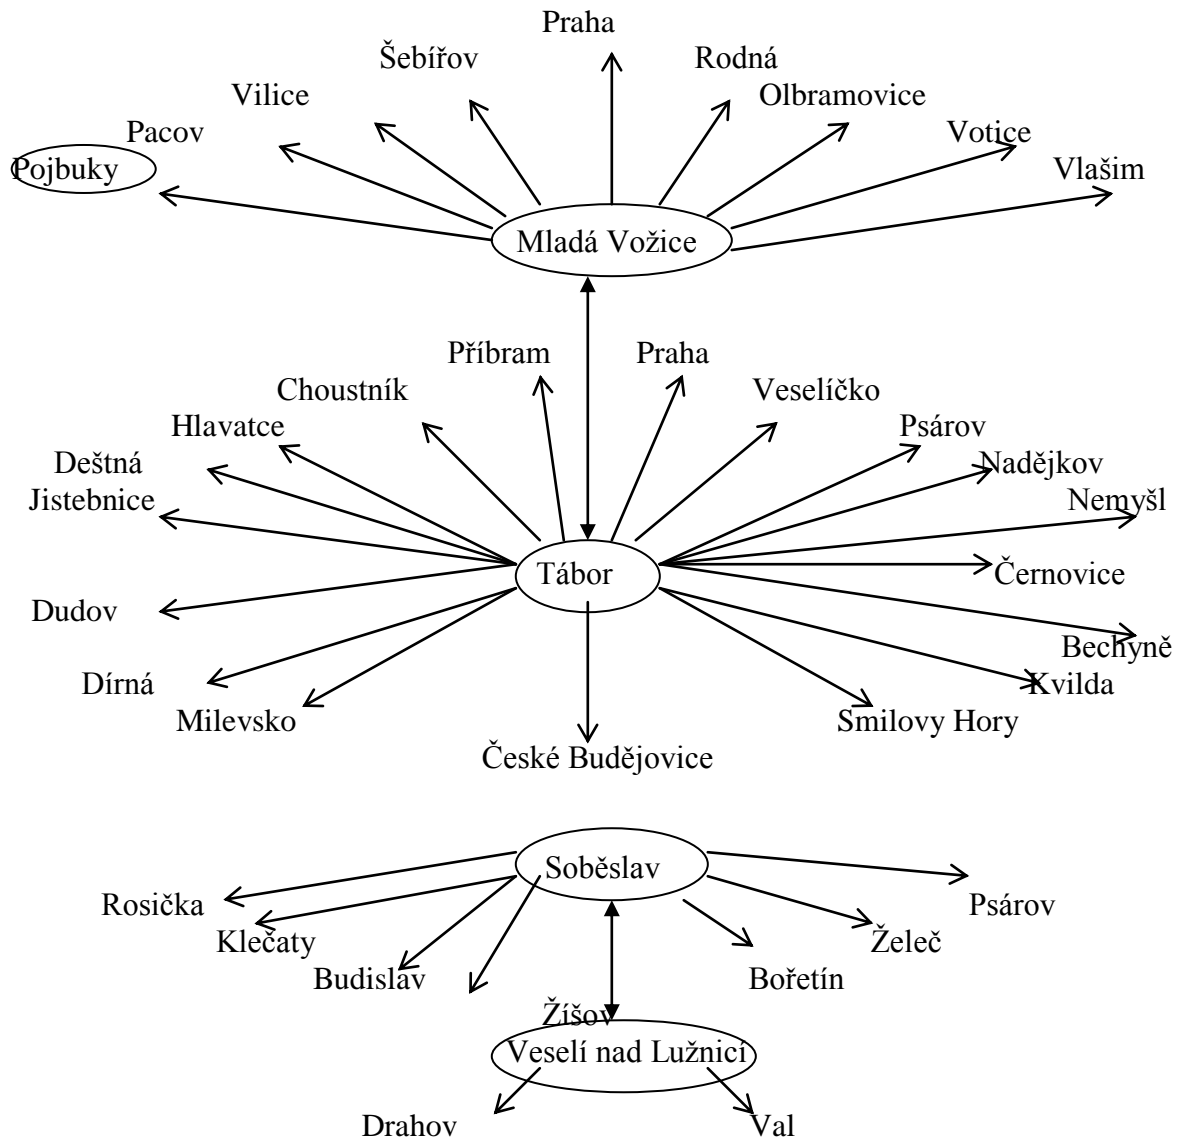 Praha
Šebířov
Rodná
Vilice
Olbramovice
Pacov
Votice
Pojbuky
Vlašim
Mladá Vožice
Příbram
Praha
Choustník
Veselíčko
Hlavatce
Psárov
Deštná
Nadějkov
Jistebnice
Nemyšl
Tábor
Černovice
Dudov
Bechyně
Dírná
Kvilda
Milevsko
Smilovy Hory
České Budějovice
Soběslav
Rosička
Psárov
Klečaty
Želeč
Budislav
Bořetín
Žíšov
Veselí nad Lužnicí
Drahov
Val